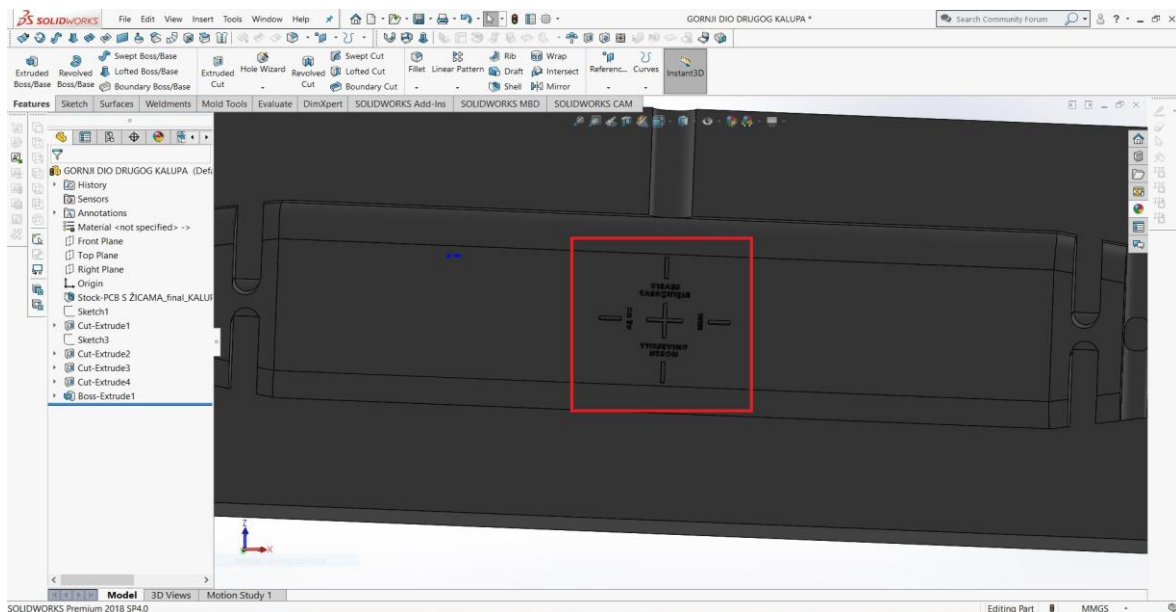 SOLIDWORKS File Edit View Insert Tools Window Help
GORNJI DIO DRUGOG KALUPA *
Search Community Forum
Extruded Boss/Base
Revolved Boss/Base
Swept Boss/Base
Lofted Boss/Base
Boundary Boss/Base
Extruded Cut
Hole Wizard
Revolved Cut
Swept Cut
Lofted Cut
Boundary Cut
Fillet
Linear Pattern
Rib
Draft
Shell
Wrap
Intersect
Mirror
Referenc...
Curves
Instant3D
Features Sketch Surfaces Weldments Mold Tools Evaluate DimXpert SOLIDWORKS Add-Ins SOLIDWORKS MBD SOLIDWORKS CAM
GORNJI DIO DRUGOG KALUPA (Defa
History
Sensors
Annotations
Material <not specified> ->
Front Plane
Top Plane
Right Plane
Origin
Stock-PCB S ŽICAMA_final_KALUP
Sketch1
Cut-Extrude1
Sketch3
Cut-Extrude2
Cut-Extrude3
Cut-Extrude4
Boss-Extrude1
Z
X
Model 3D Views Motion Study 1
SOLIDWORKS Premium 2018 SP4.0
Editing Part
MMGS